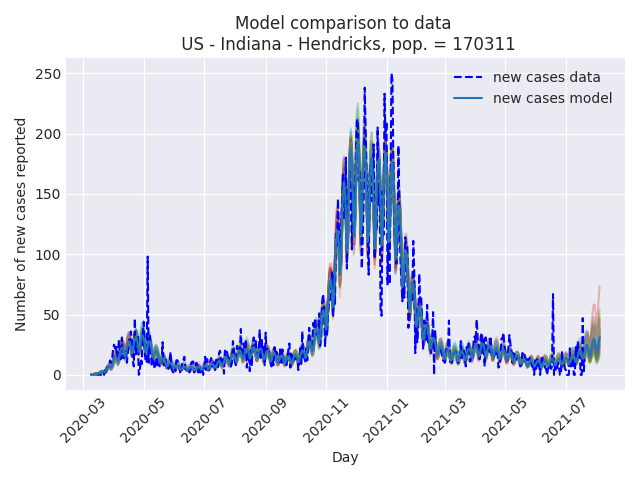 Model comparison to data
US - Indiana - Hendricks, pop. = 170311
new cases data
new cases model
Number of new cases reported
250
200
150
100
50
0
2020-03
2020-05
2020-07
2020-09
2020-11
2021-01
2021-03
2021-05
2021-07
Day